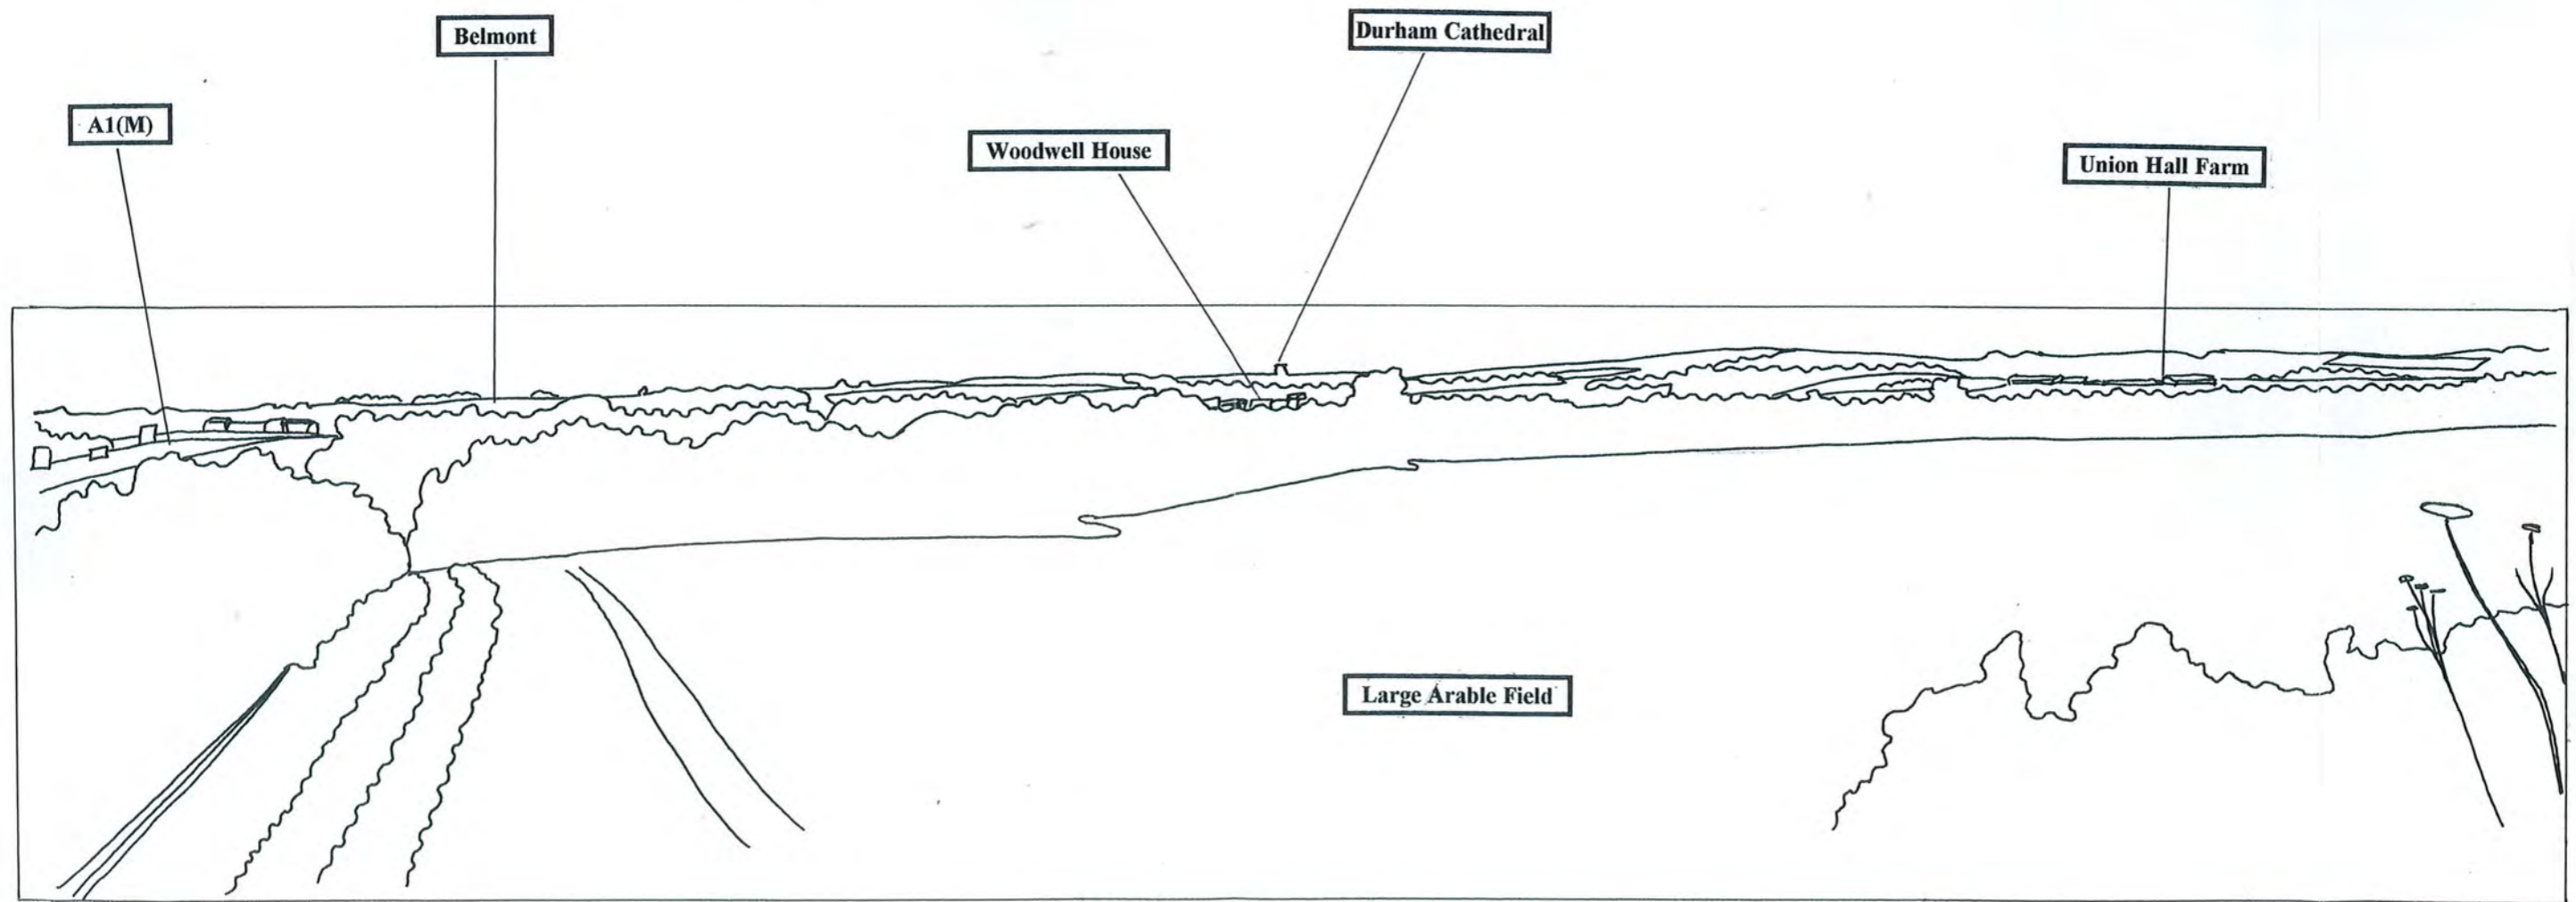 Belmont
Durham Cathedral
A1(M)
Woodwell House
Union Hall Farm
Large Arable Field